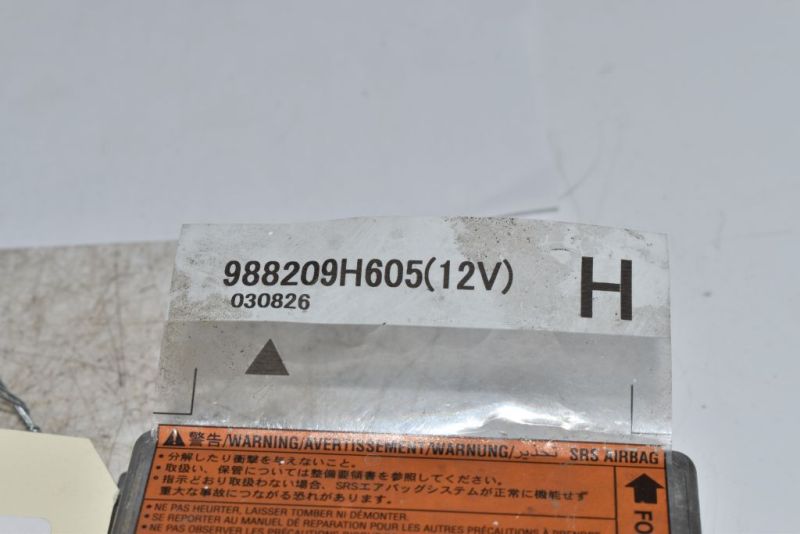 988209H605(12V)
030826
H
警告/WARNING/AVERTISSEMENT/WARNUNG/تحذير SRS AIRBAG
・分解したり衝撃を与えないこと。
・取扱い、保管については整備要領書を参照してください。
・指示どおり取扱わない場合、SRSエアバッグシステムが正常に機能せず
重大な事故につながる恐れがあります。
•NE PAS HEURTER, LAISSER TOMBER NI DÉMONTER.
•SE REPORTER AU MANUEL DE RÉPARATION POUR LES AUTRES PRÉCAUTIONS À PRENDRE
•NE PAS OBSERVER LES PRÉCAUTIONS
FO